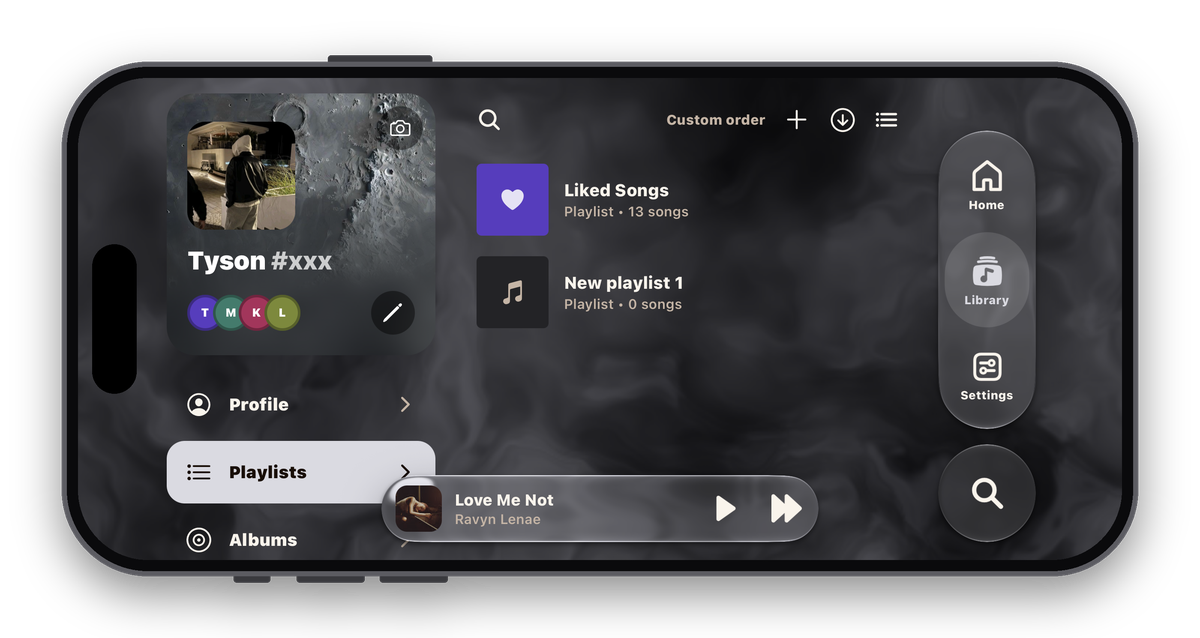 Tyson #xxx
T M K L
Profile
Playlists
Albums
Custom order
Liked Songs
Playlist • 13 songs
New playlist 1
Playlist • 0 songs
Love Me Not
Ravyn Lenae
Home
Library
Settings